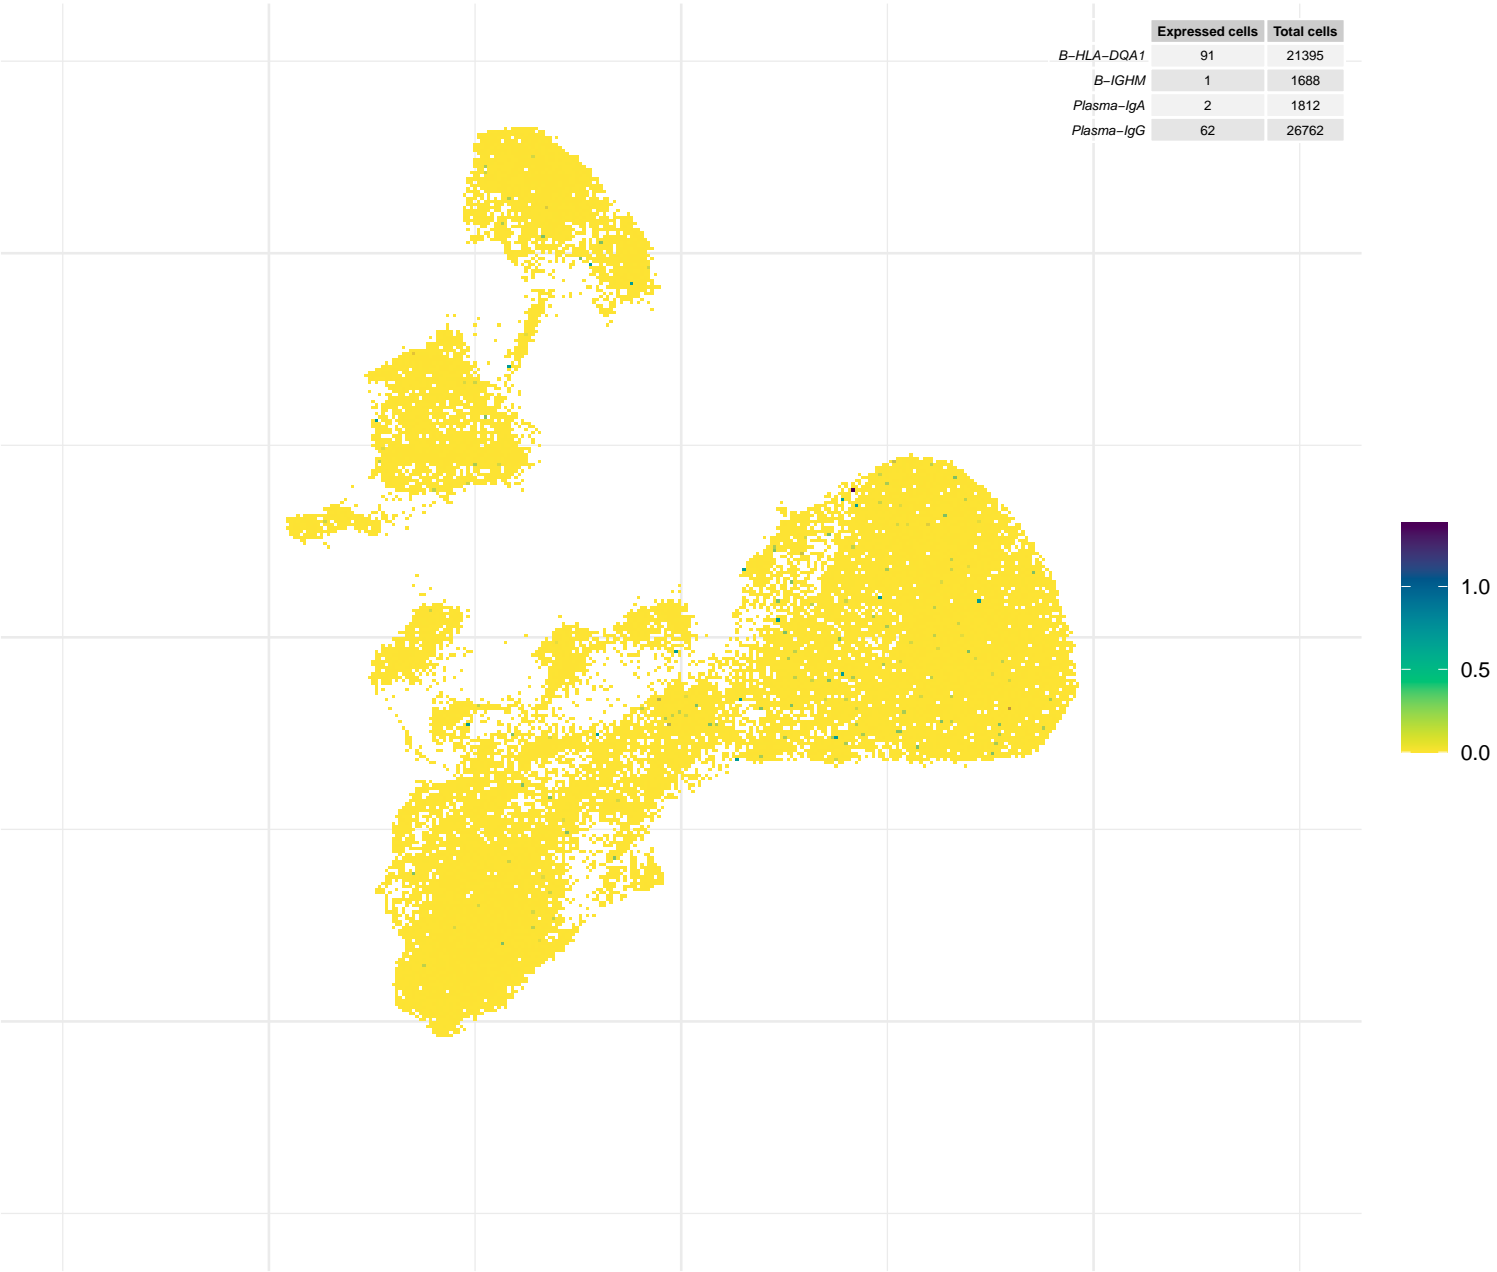 Expressed cells Total cells
B−HLA−DQA1 91 21395
B−IGHM 1 1688
Plasma−IgA 2 1812
Plasma−IgG 62 26762
1.0
0.5
0.0